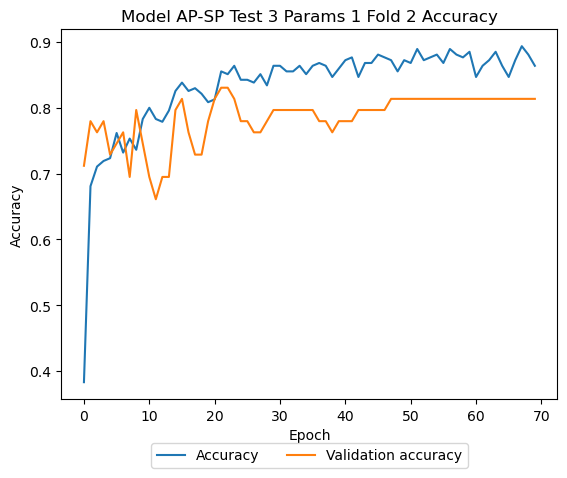 Model AP-SP Test 3 Params 1 Fold 2 Accuracy
0.9
0.8
0.7
0.6
0.5
0.4
Accuracy
0 10 20 30 40 50 60 70
Epoch
Accuracy Validation accuracy